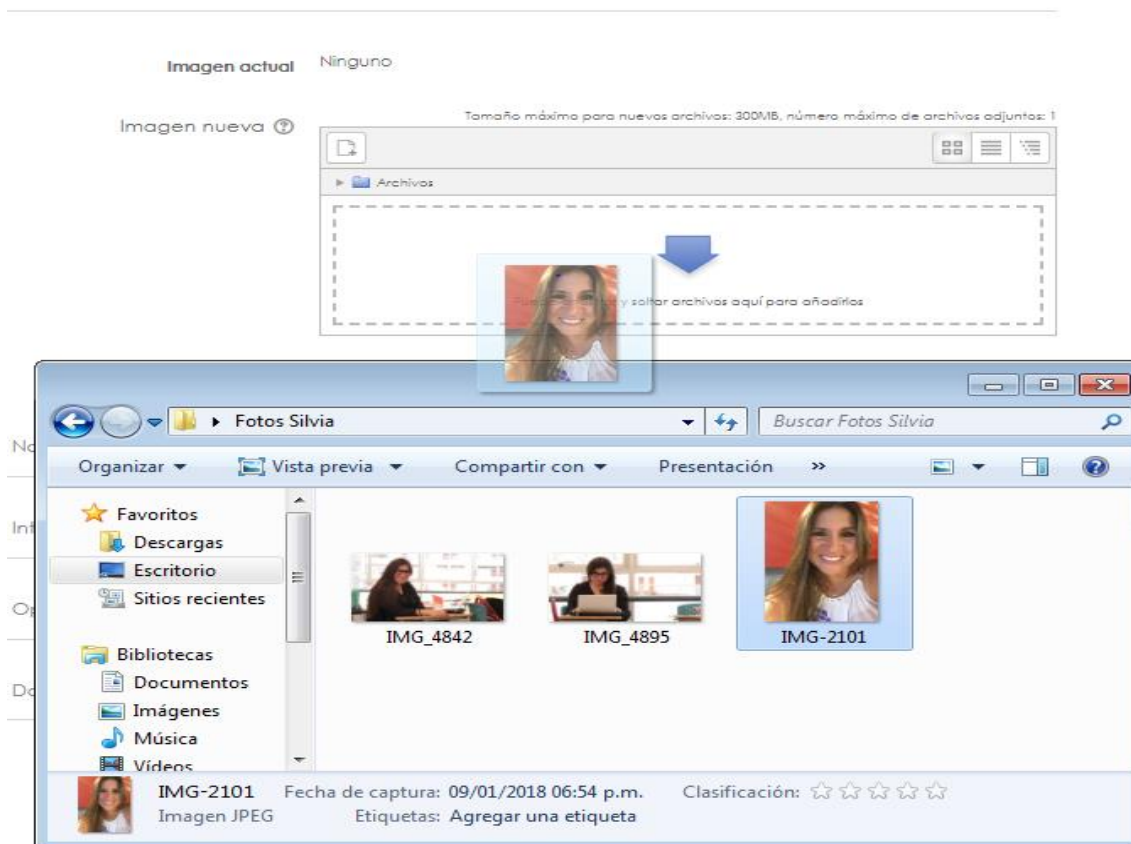 Imagen actual Ninguno
Imagen nueva
Tamaño máximo para nuevos archivos: 300MB, número máximo de archivos adjuntos: 1
Archivos
y soltar archivos aquí para añadirlos
Fotos Silvia
Buscar Fotos Silvia
Organizar Vista previa Compartir con Presentación »
Favoritos
Descargas
Escritorio
Sitios recientes
Bibliotecas
Documentos
Imágenes
Música
Vídeos
IMG_4842 IMG_4895 IMG-2101
IMG-2101 Fecha de captura: 09/01/2018 06:54 p.m. Clasificación:
Imagen JPEG Etiquetas: Agregar una etiqueta